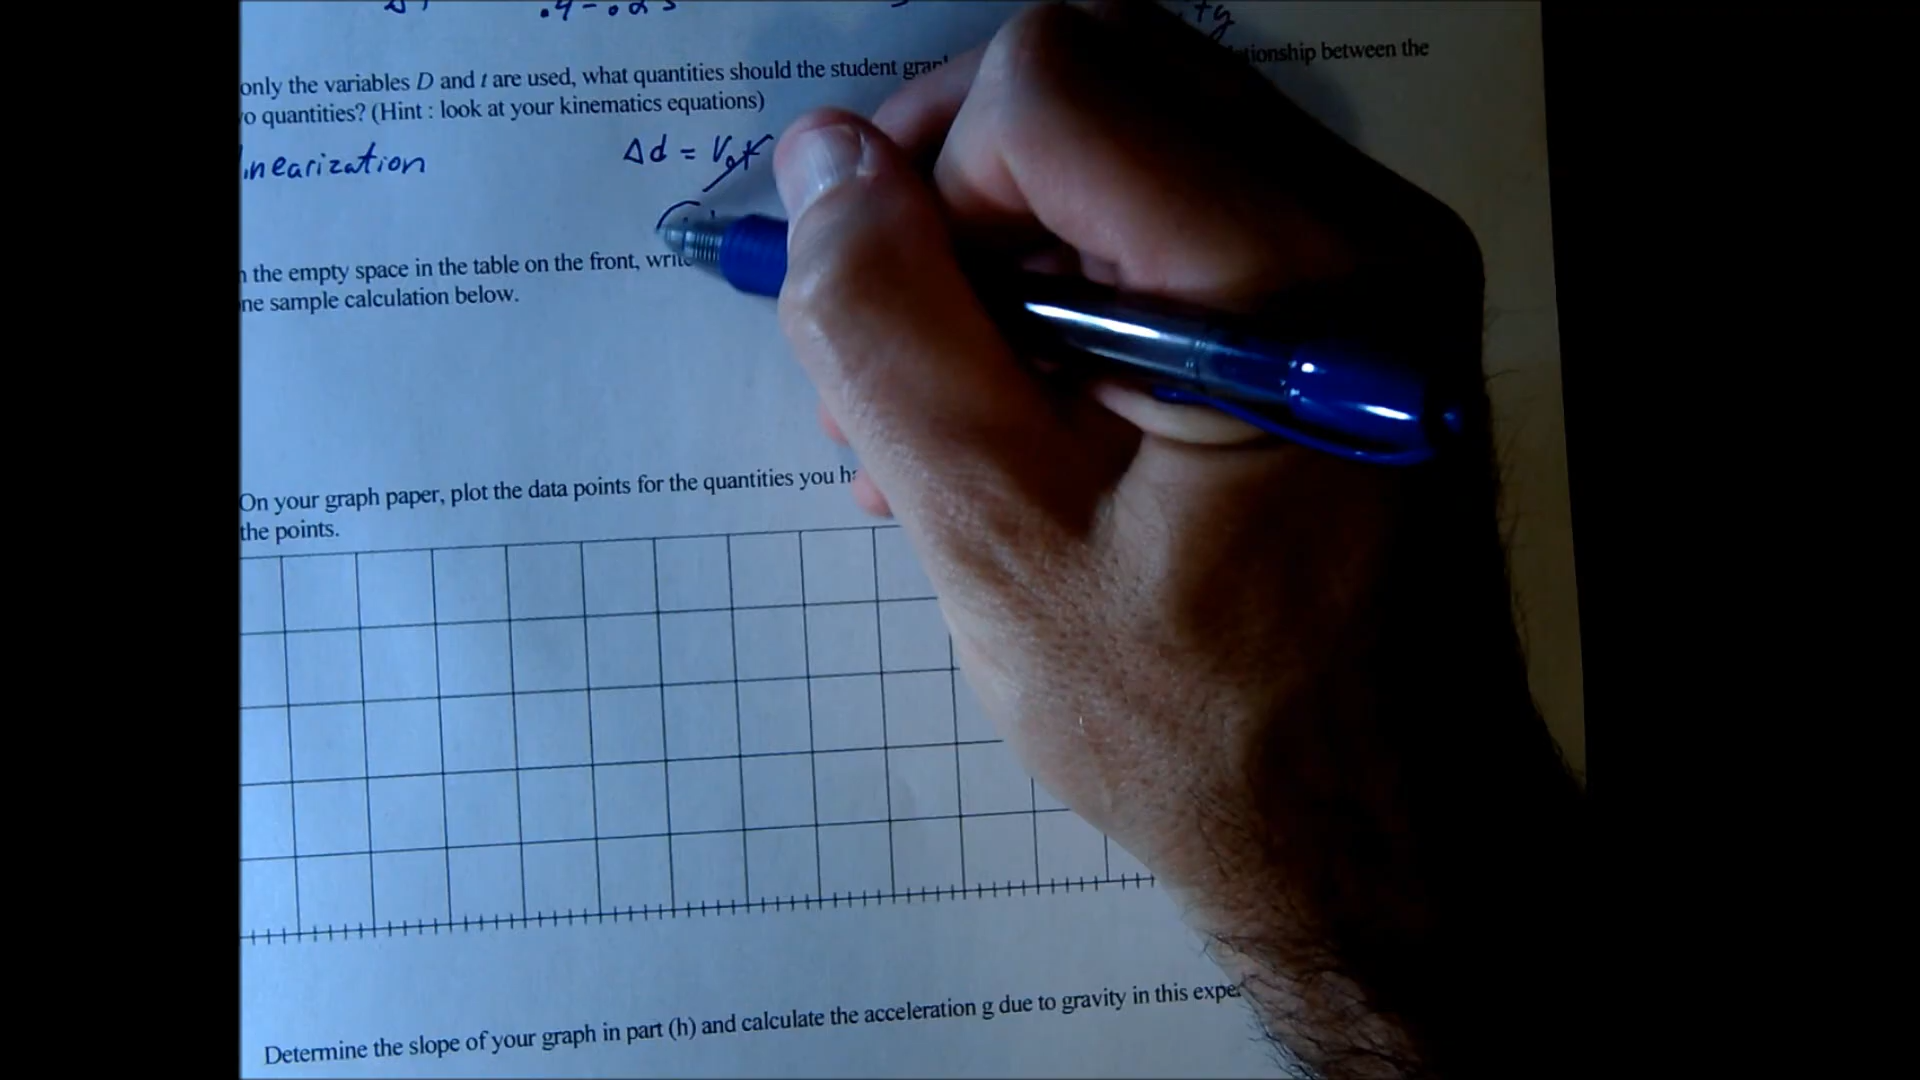 .4 - .25
only the variables D and t are used, what quantities should the student
tionship between the
o quantities? (Hint : look at your kinematics equations)
inearization
Δd = V₀t
the empty space in the table on the front, write
ne sample calculation below.
On your graph paper, plot the data points for the quantities you
the points.
Determine the slope of your graph in part (h) and calculate the acceleration g due to gravity in this expe